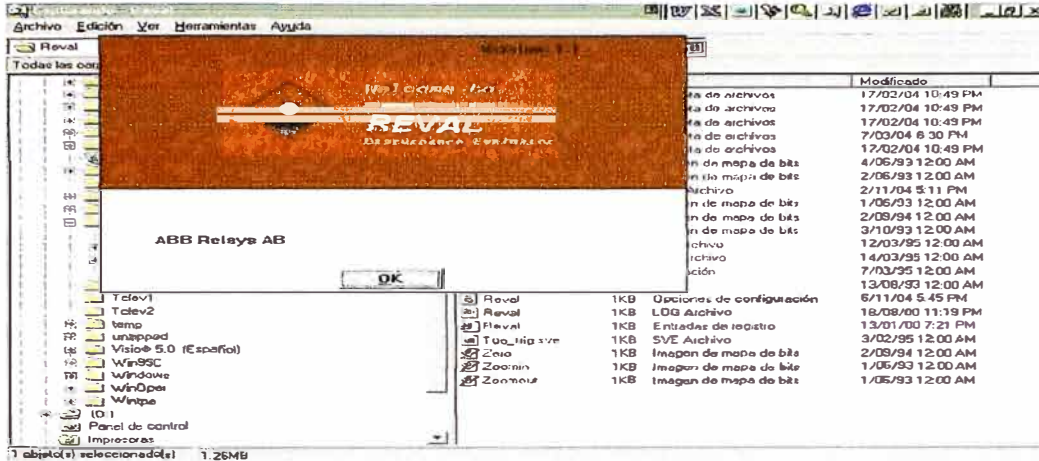 Archivo Edición Ver Herramientas Ayuda
Reval
Todas las
Welcome to
REVAL
Disturbance Evaluator
ABB Relays AB
OK
Modificado
de archivos 17/02/04 10:49 PM
de archivos 17/02/04 10:49 PM
de archivos 17/02/04 10:49 PM
de archivos 7/03/04 6:30 PM
de archivos 17/02/04 10:49 PM
de mapa de bits 4/06/93 12:00 AM
de mapa de bits 2/06/93 12:00 AM
Archivo 2/11/04 5:11 PM
de mapa de bits 1/06/93 12:00 AM
de mapa de bits 2/09/94 12:00 AM
de mapa de bits 3/10/93 12:00 AM
12/03/95 12:00 AM
14/03/95 12:00 AM
7/03/95 12:00 AM
13/08/93 12:00 AM
Telev1
Telev2
temp
unzipped
Visio 5.0 (Español)
Win95C
Windows
WinOper
Wintpe
(D:)
Panel de control
Impresoras
Reval 1KB Opciones de configuración 6/11/04 5:45 PM
Reval 1KB LOG Archivo 18/08/00 11:19 PM
Reval 1KB Entradas de registro 13/01/00 7:21 PM
1KB SVE Archivo 3/02/95 12:00 AM
Zero 1KB Imagen de mapa de bits 2/09/94 12:00 AM
Zoomin 1KB Imagen de mapa de bits 1/06/93 12:00 AM
Zoomout 1KB Imagen de mapa de bits 1/06/93 12:00 AM
1 objeto(s) seleccionado(s) 1.26MB